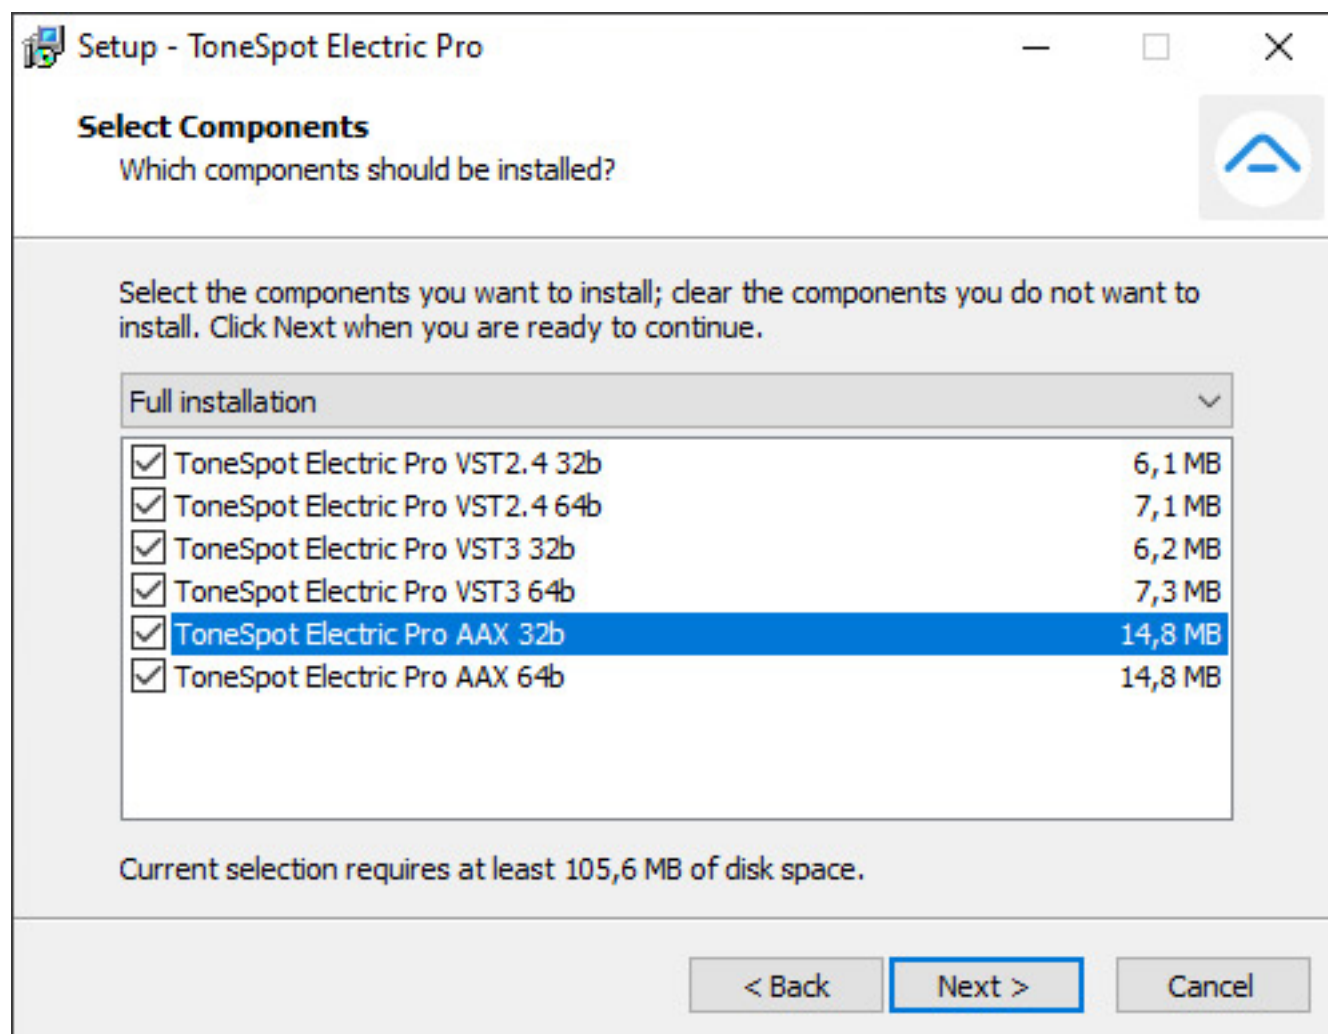 Setup - ToneSpot Electric Pro
Select Components
Which components should be installed?
Select the components you want to install; clear the components you do not want to
install. Click Next when you are ready to continue.
Full installation
ToneSpot Electric Pro VST2.4 32b 6,1 MB
ToneSpot Electric Pro VST2.4 64b 7,1 MB
ToneSpot Electric Pro VST3 32b 6,2 MB
ToneSpot Electric Pro VST3 64b 7,3 MB
ToneSpot Electric Pro AAX 32b 14,8 MB
ToneSpot Electric Pro AAX 64b 14,8 MB
Current selection requires at least 105,6 MB of disk space.
< Back Next > Cancel